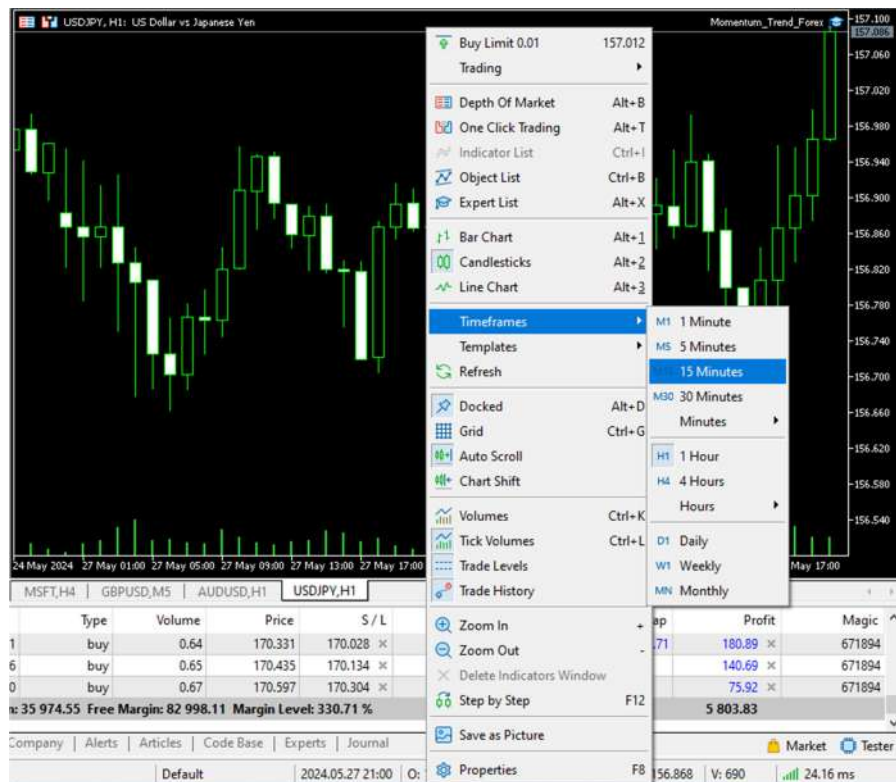 USDJPY, H1: US Dollar vs Japanese Yen
Momentum_Trend_Forex
157.100
157.086
157.060
157.020
156.980
156.940
156.900
156.860
156.820
156.780
156.740
156.700
156.660
156.620
156.580
156.540
Buy Limit 0.01 157.012
Trading
Depth Of Market Alt+B
One Click Trading Alt+T
Indicator List Ctrl+I
Object List Ctrl+B
Expert List Alt+X
Bar Chart Alt+1
Candlesticks Alt+2
Line Chart Alt+3
Timeframes
Templates
Refresh
Docked Alt+D
Grid Ctrl+G
Auto Scroll
Chart Shift
Volumes Ctrl+K
Tick Volumes Ctrl+L
Trade Levels
Trade History
Zoom In +
Zoom Out -
Delete Indicators Window
Step by Step F12
Save as Picture
Properties F8
M1 1 Minute
M5 5 Minutes
M15 15 Minutes
M30 30 Minutes
Minutes
H1 1 Hour
H4 4 Hours
Hours
D1 Daily
W1 Weekly
MN Monthly
24 May 2024 27 May 01:00 27 May 05:00 27 May 09:00 27 May 13:00 27 May 17:00 May 17:00
MSFT,H4 GBPUSD,M5 AUDUSD,H1 USDJPY,H1
Type Volume Price S / L ap Profit Magic
1 buy 0.64 170.331 170.028 .71 180.89 671894
6 buy 0.65 170.435 170.134 140.69 671894
0 buy 0.67 170.597 170.304 75.92 671894
n: 35 974.55 Free Margin: 82 998.11 Margin Level: 330.71 % 5 803.83
Company Alerts Articles Code Base Experts Journal Market Tester
Default 2024.05.27 21:00 O: 156.868 V: 690 24.16 ms